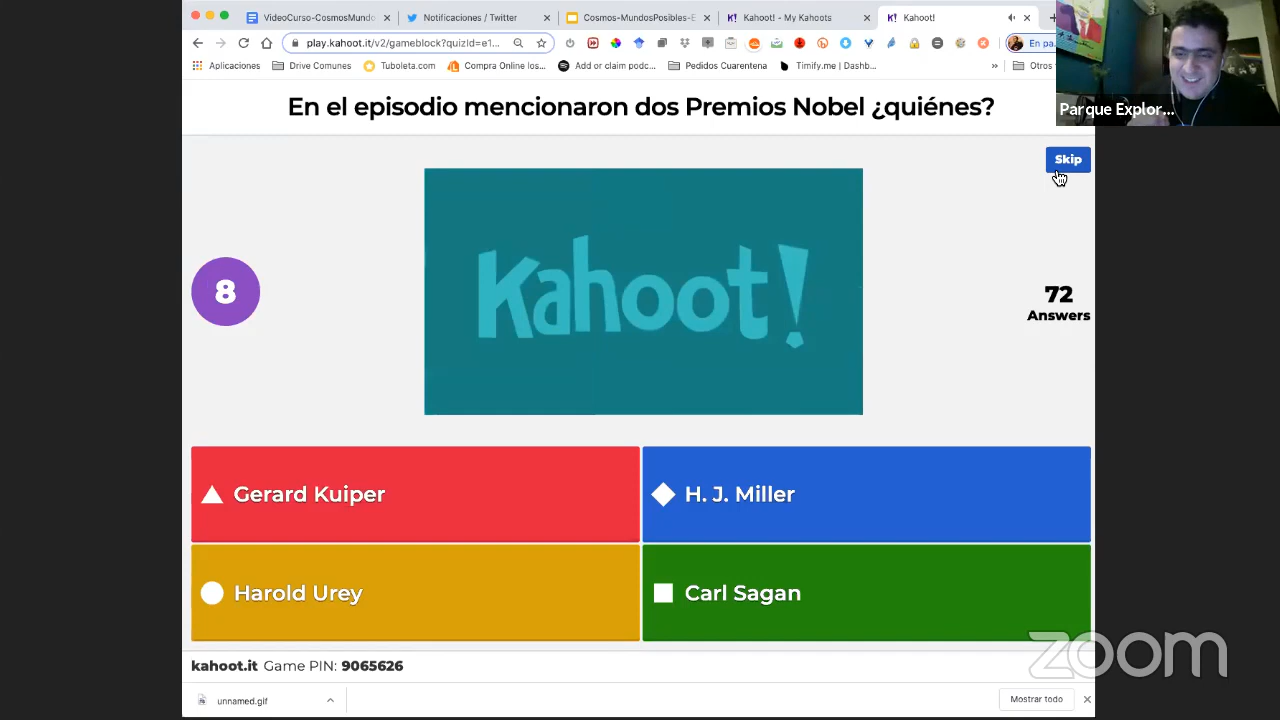 VideoCurso-CosmosMundo
Notificaciones / Twitter
Cosmos-MundosPosibles-E
Kahoot! - My Kahoots
Kahoot!
play.kahoot.it/v2/gameblock?quizId=e1...
En pa
Aplicaciones
Drive Comunes
Tuboleta.com
Compra Online los...
Add or claim podc...
Pedidos Cuarentena
Timify.me | Dashb...
»
Otros
En el episodio mencionaron dos Premios Nobel ¿quiénes?
Parque Explor...
Skip
Kahoot!
8
72
Answers
Gerard Kuiper
H. J. Miller
Harold Urey
Carl Sagan
kahoot.it Game PIN: 9065626
zoom
unnamed.gif
Mostrar todo